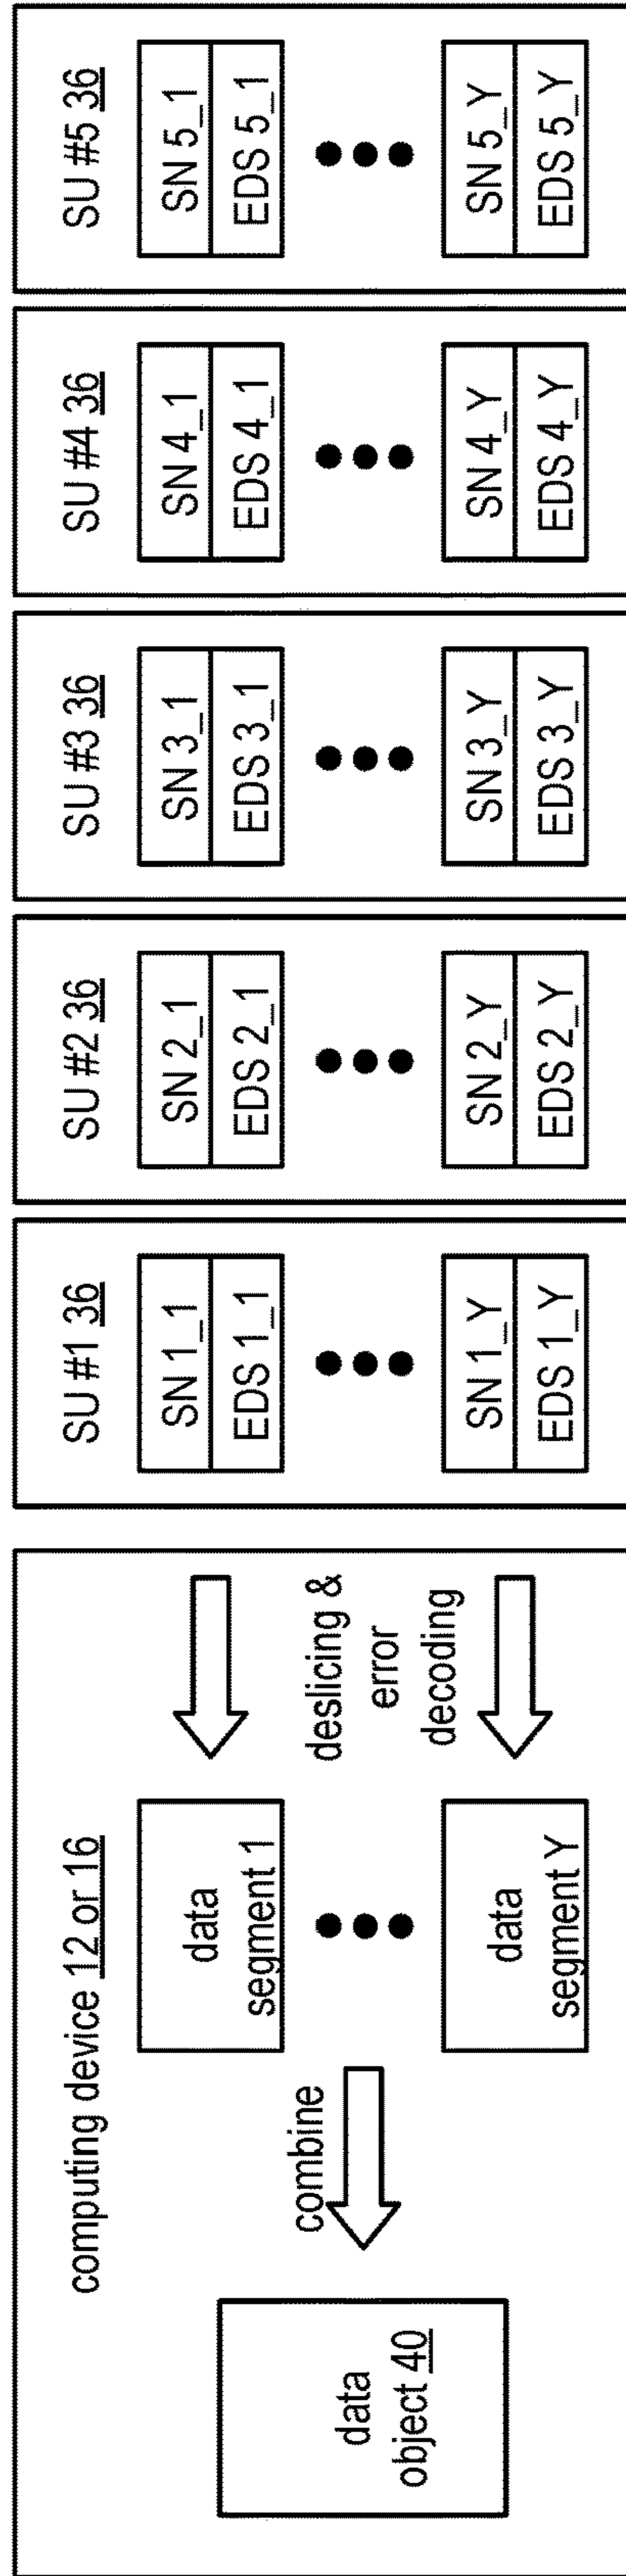 computing device 12 or 16
data
object 40
combine
data
segment 1
data
segment Y
deslicing &
error
decoding
SU #1 36
SN 1_1
EDS 1_1
SN 1_Y
EDS 1_Y
SU #2 36
SN 2_1
EDS 2_1
SN 2_Y
EDS 2_Y
SU #3 36
SN 3_1
EDS 3_1
SN 3_Y
EDS 3_Y
SU #4 36
SN 4_1
EDS 4_1
SN 4_Y
EDS 4_Y
SU #5 36
SN 5_1
EDS 5_1
SN 5_Y
EDS 5_Y